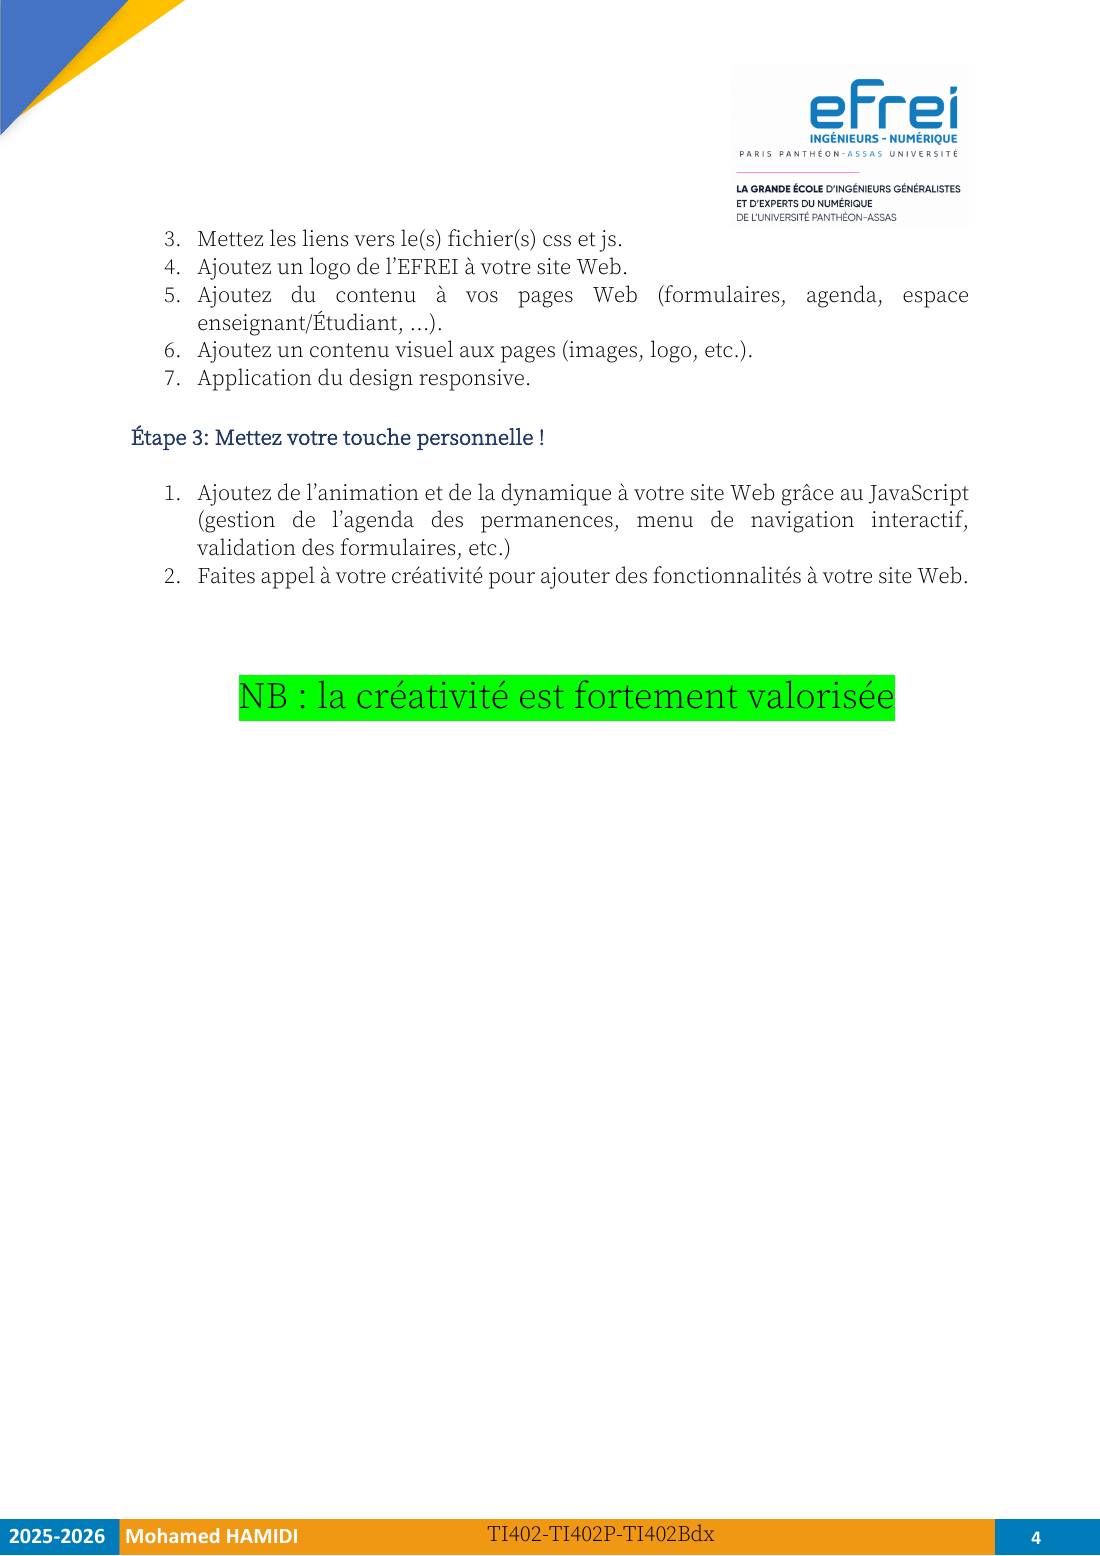 efrei
INGÉNIEURS - NUMÉRIQUE
PARIS PANTHÉON-ASSAS UNIVERSITÉ
LA GRANDE ÉCOLE D'INGÉNIEURS GÉNÉRALISTES
ET D'EXPERTS DU NUMÉRIQUE
DE L'UNIVERSITÉ PANTHÉON-ASSAS
3. Mettez les liens vers le(s) fichier(s) css et js.
4. Ajoutez un logo de l’EFREI à votre site Web.
5. Ajoutez du contenu à vos pages Web (formulaires, agenda, espace
enseignant/Étudiant, …).
6. Ajoutez un contenu visuel aux pages (images, logo, etc.).
7. Application du design responsive.
Étape 3: Mettez votre touche personnelle !
1. Ajoutez de l’animation et de la dynamique à votre site Web grâce au JavaScript
(gestion de l’agenda des permanences, menu de navigation interactif,
validation des formulaires, etc.)
2. Faites appel à votre créativité pour ajouter des fonctionnalités à votre site Web.
NB : la créativité est fortement valorisée
2025-2026 Mohamed HAMIDI TI402-TI402P-TI402Bdx 4